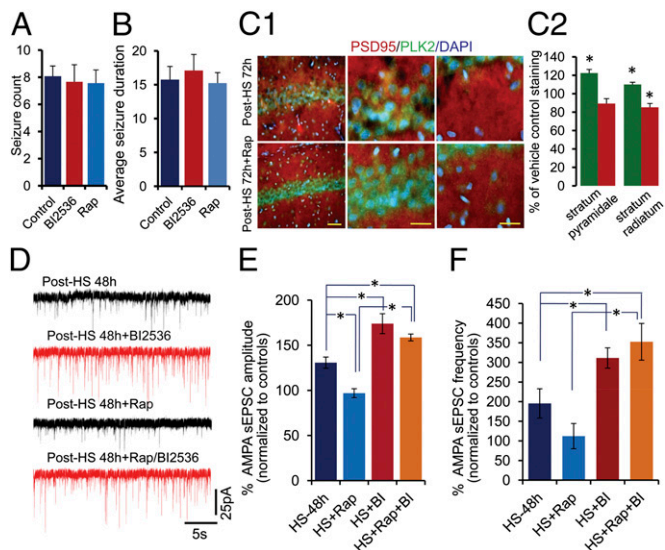 A
Seizure count
10
8
6
4
2
0
Control
BI2536
Rap
B
Average seizure duration
20
15
10
5
0
Control
BI2536
Rap
C1
PSD95/PLK2/DAPI
Post-HS 72h
Post-HS 72h+Rap
C2
% of vehicle control staining
140
120
100
80
60
40
20
0
* * *
stratum
pyramidale
stratum
radiatum
D
Post-HS 48h
Post-HS 48h+BI2536
Post-HS 48h+Rap
Post-HS 48h+Rap/BI2536
25pA
5s
E
% AMPA sEPSC amplitude
(normalized to controls)
200
150
100
50
0
* * * *
HS-48h
HS+Rap
HS+BI
HS+Rap+BI
F
% AMPA sEPSC frequency
(normalized to controls)
450
400
350
300
250
200
150
100
50
0
* * *
HS-48h
HS+Rap
HS+BI
HS+Rap+BI